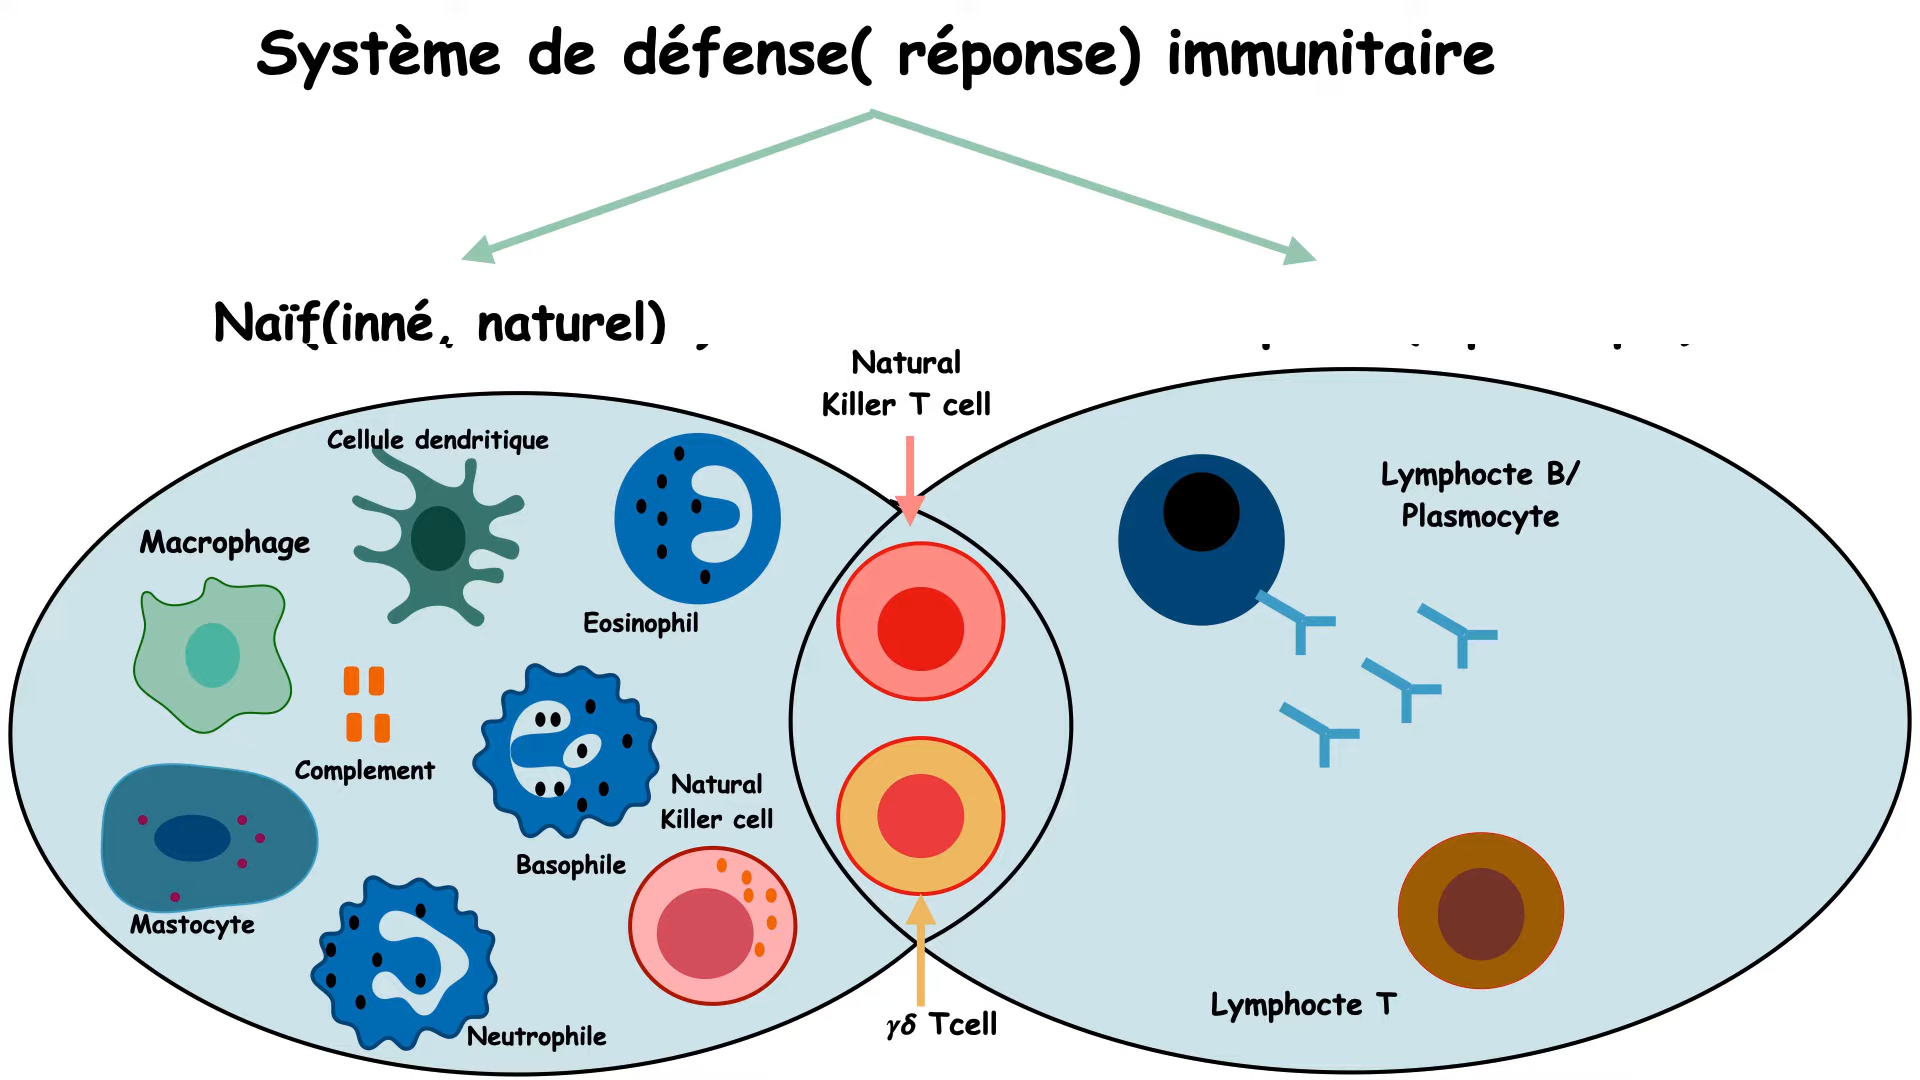 Système de défense( réponse) immunitaire
Naïf(inné, naturel)
Natural
Killer T cell
Cellule dendritique
Macrophage
Eosinophil
Lymphocte B/
Plasmocyte
Complement
Natural
Killer cell
Basophile
Mastocyte
Neutrophile
γδ Tcell
Lymphocte T